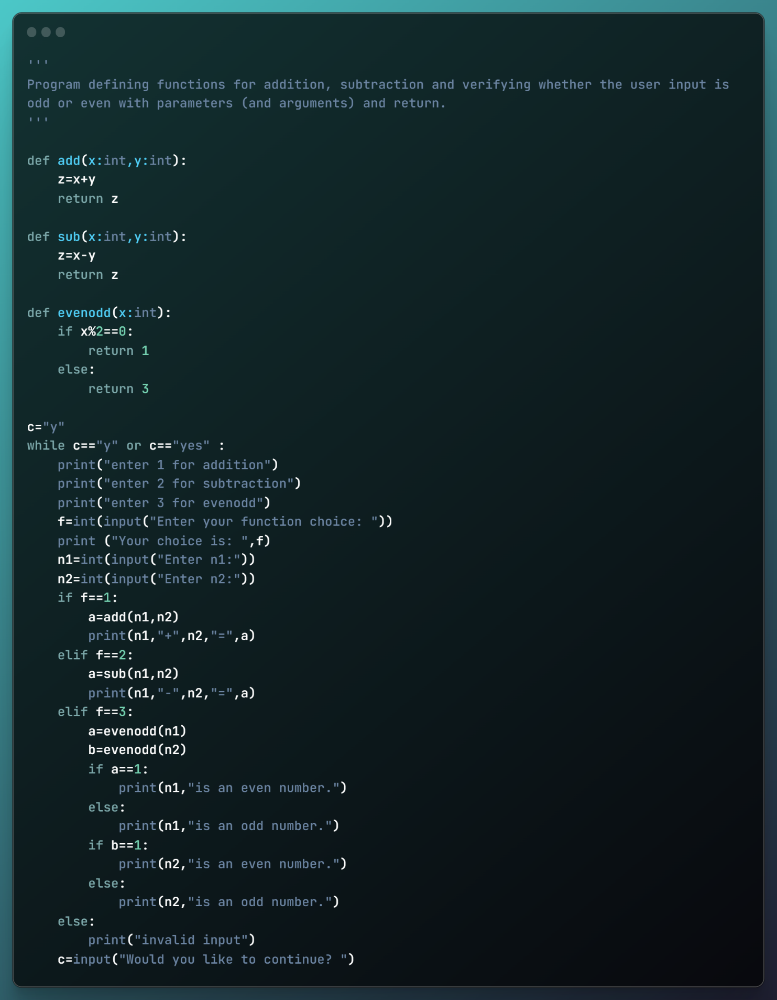 '''
Program defining functions for addition, subtraction and verifying whether the user input is
odd or even with parameters (and arguments) and return.
'''

def add(x:int,y:int):
    z=x+y
    return z

def sub(x:int,y:int):
    z=x-y
    return z

def evenodd(x:int):
    if x%2==0:
        return 1
    else:
        return 3

c="y"
while c=="y" or c=="yes" :
    print("enter 1 for addition")
    print("enter 2 for subtraction")
    print("enter 3 for evenodd")
    f=int(input("Enter your function choice: "))
    print ("Your choice is: ",f)
    n1=int(input("Enter n1:"))
    n2=int(input("Enter n2:"))
    if f==1:
        a=add(n1,n2)
        print(n1,"+",n2,"=",a)
    elif f==2:
        a=sub(n1,n2)
        print(n1,"-",n2,"=",a)
    elif f==3:
        a=evenodd(n1)
        b=evenodd(n2)
        if a==1:
            print(n1,"is an even number.")
        else:
            print(n1,"is an odd number.")
        if b==1:
            print(n2,"is an even number.")
        else:
            print(n2,"is an odd number.")
    else:
        print("invalid input")
    c=input("Would you like to continue? ")